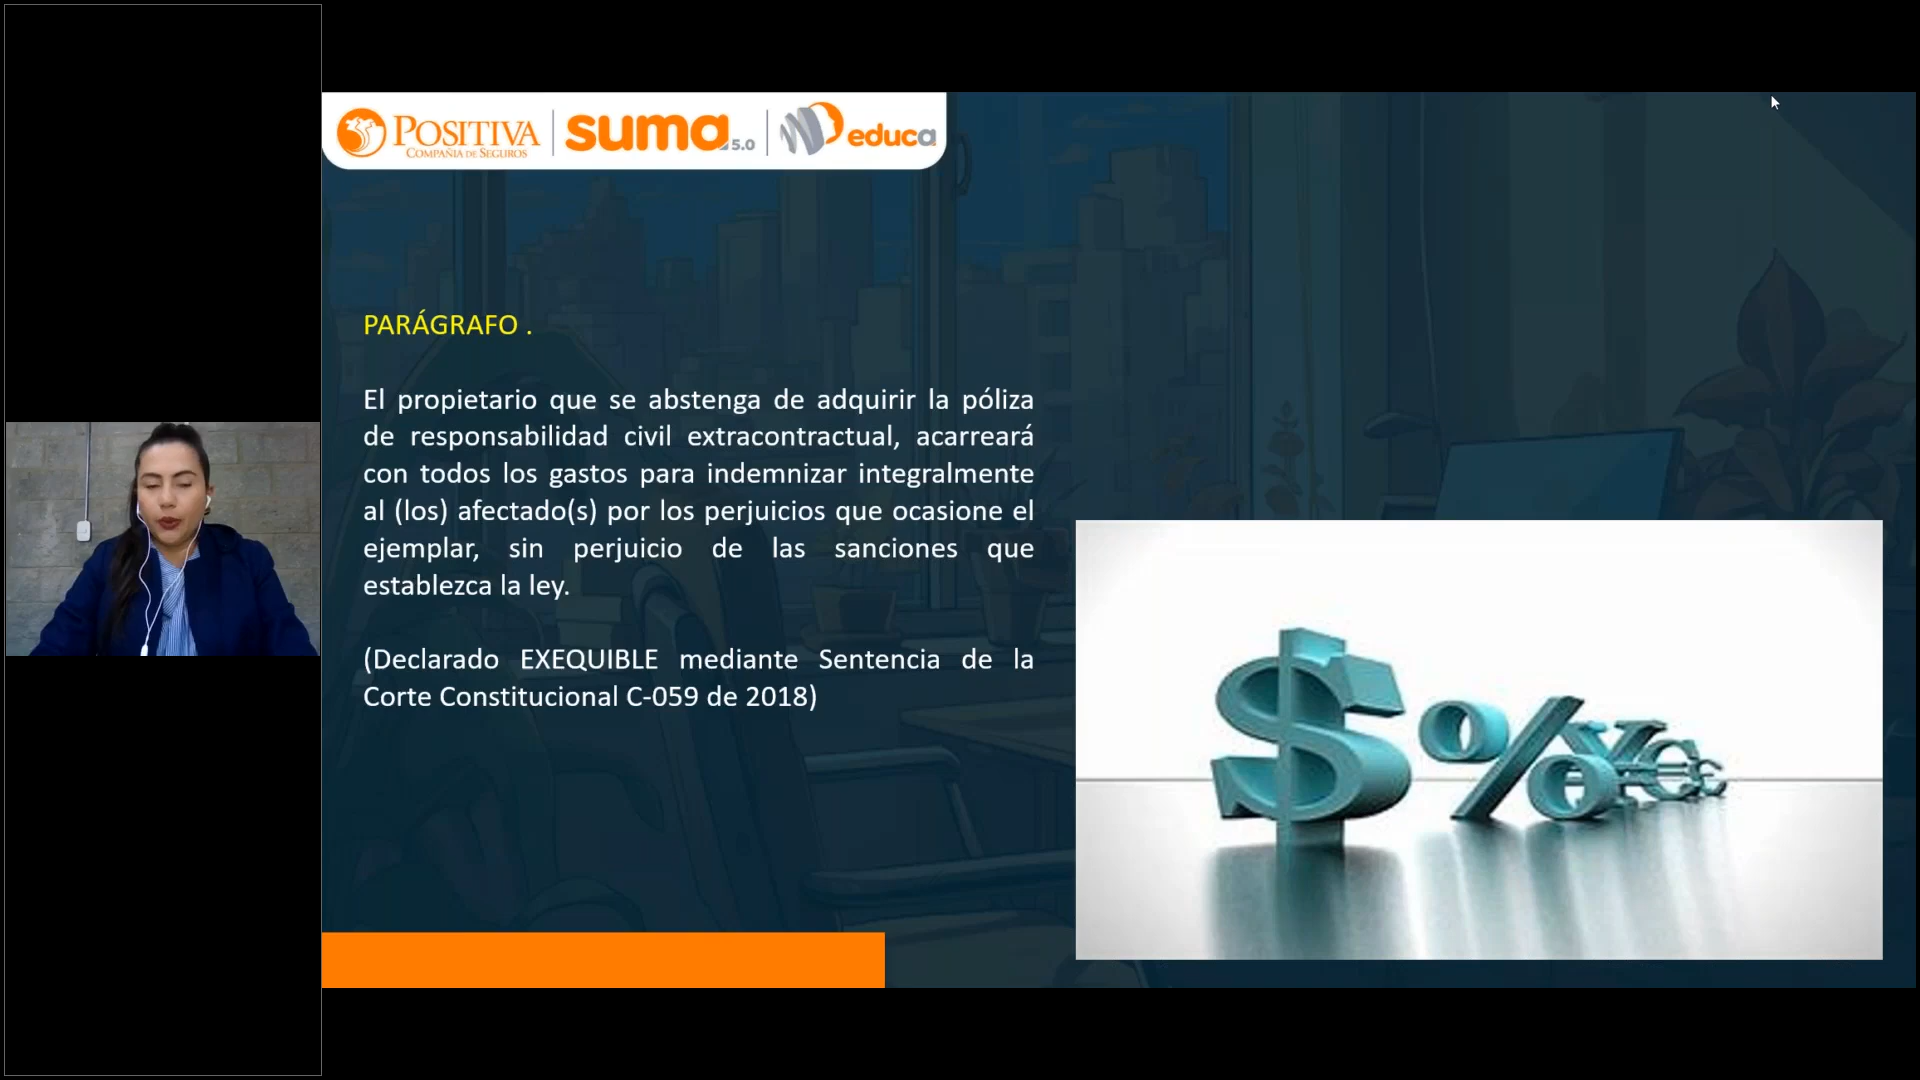 POSITIVA
COMPAÑIA DE SEGUROS
suma 5.0
educa
PARÁGRAFO .
El propietario que se abstenga de adquirir la póliza
de responsabilidad civil extracontractual, acarreará
con todos los gastos para indemnizar integralmente
al (los) afectado(s) por los perjuicios que ocasione el
ejemplar, sin perjuicio de las sanciones que
establezca la ley.
(Declarado EXEQUIBLE mediante Sentencia de la
Corte Constitucional C-059 de 2018)